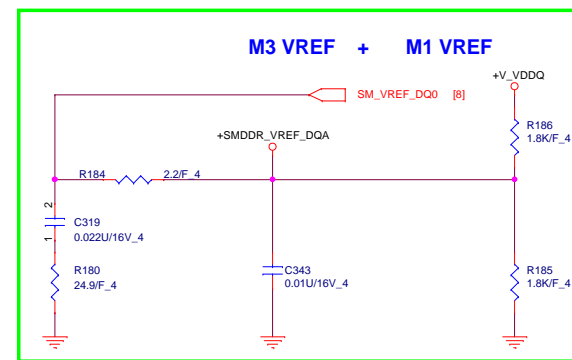 M3 VREF + M1 VREF
+V_VDDQ
SM_VREF_DQ0 [8]
+SMDDR_VREF_DQA
R186
1.8K/F_4
R184 2.2/F_4
2
C319
1
0.022U/16V_4
R180
24.9/F_4
C343
0.01U/16V_4
R185
1.8K/F_4